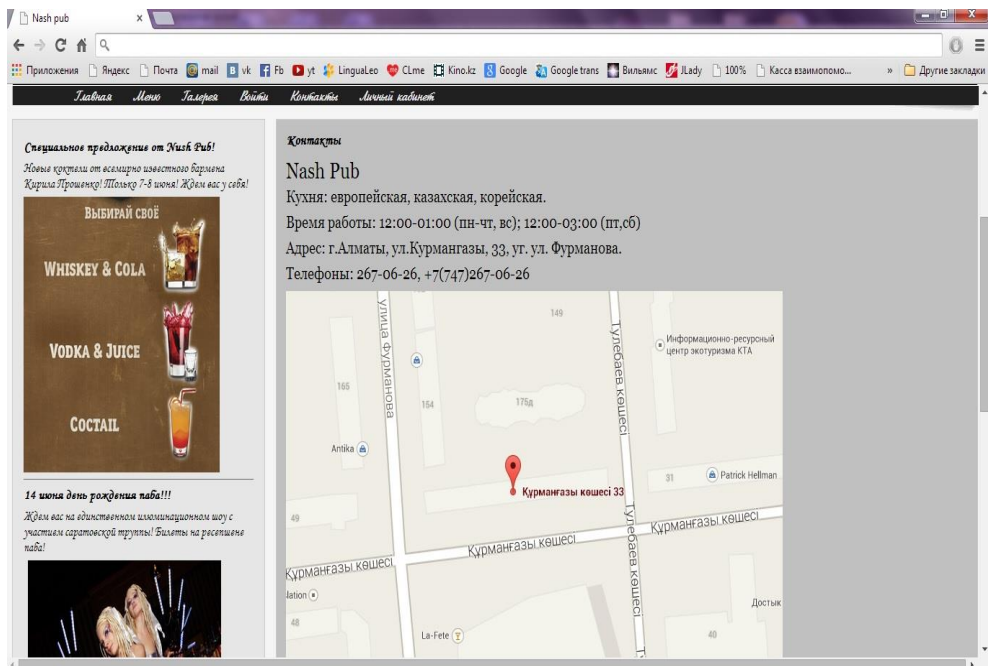 Nash pub
Приложения Яндекс Почта mail vk Fb yt LinguaLeo CLme Kino.kz Google Google trans Вильямс JLady 100% Касса взаимопомо... » Другие закладки
Главная Меню Галерея Войти Контакты Личный кабинет
Специальное предложение от Nush Pub!
Новые коктели от всемирно известного бармена
Кирила Прошенко! Только 7-8 июня! Ждем вас у себя!
Выбирай своё
Whiskey & Cola
Vodka & Juice
Coctail
14 июня день рождения паба!!!
Ждем вас на единственном илюминационном шоу с
участием саратовской труппы! Билеты на ресепшене
паба!
Контакты
Nash Pub
Кухня: европейская, казахская, корейская.
Время работы: 12:00-01:00 (пн-чт, вс); 12:00-03:00 (пт,сб)
Адрес: г.Алматы, ул.Курмангазы, 33, уг. ул. Фурманова.
Телефоны: 267-06-26, +7(747)267-06-26
улица Фурманова
149
Тулебаев көшесі
Информационно-ресурсный
центр экотуризма КТА
165
164
175д
Antika
31
Patrick Hellman
Құрманғазы көшесі 33
49
Құрманғазы көшесі
Құрманғазы көшесі
Құрманғазы көшесі
Тулебаев көшесі
lation
48
La-Fete
Достык
40